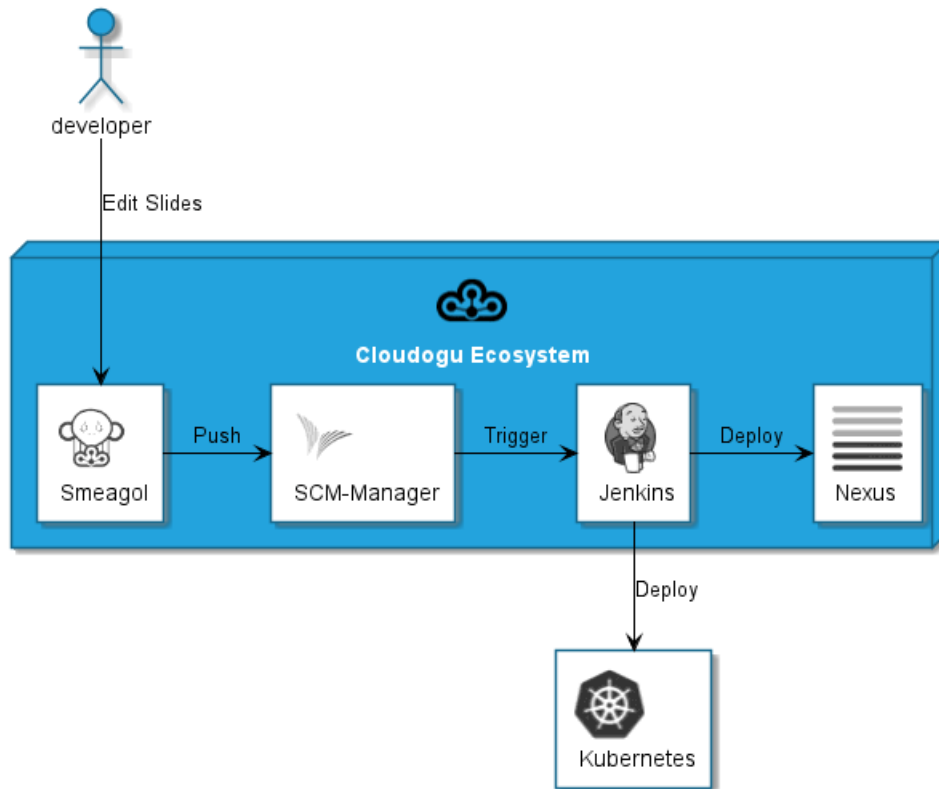 developer
Edit Slides
Cloudogu Ecosystem
Push
Trigger
Deploy
Smeagol
SCM-Manager
Jenkins
Nexus
Deploy
Kubernetes